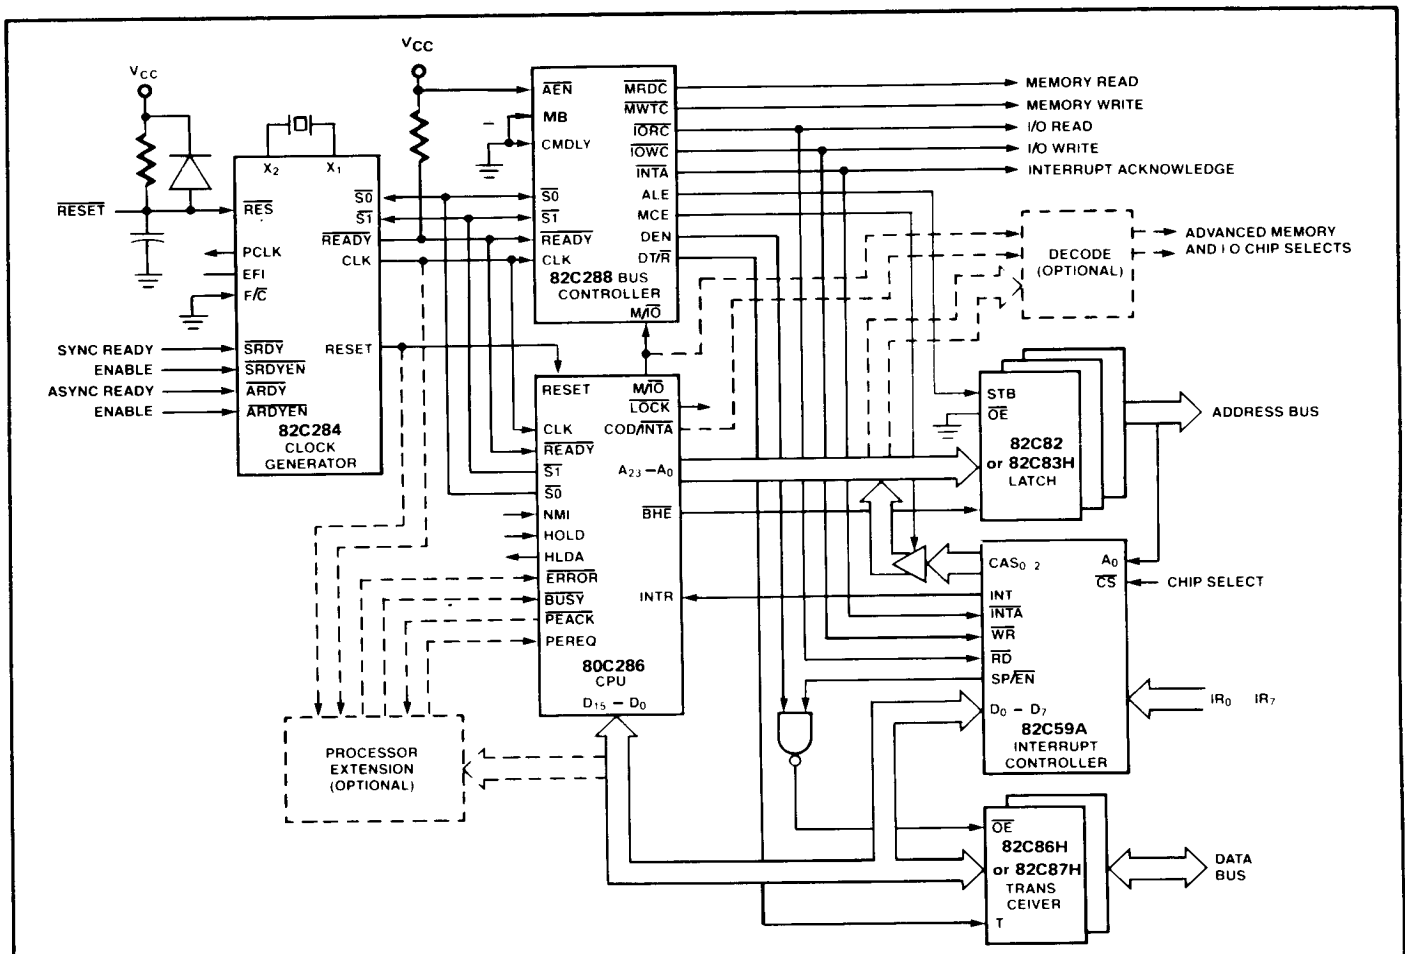 VCC
VCC
X2 X1
RESET
RES
PCLK
EFI
F/C
SYNC READY
ENABLE
ASYNC READY
ENABLE
SRDY
SRDYEN
ARDY
ARDYEN
S0
S1
READY
CLK
RESET
82C284
CLOCK
GENERATOR
AEN
MB
CMDLY
S0
S1
READY
CLK
MRDC
MWTC
IORC
IOWC
INTA
ALE
MCE
DEN
DT/R
82C288 BUS
CONTROLLER
M/IO
MEMORY READ
MEMORY WRITE
I/O READ
I/O WRITE
INTERRUPT ACKNOWLEDGE
DECODE
(OPTIONAL)
ADVANCED MEMORY
AND I O CHIP SELECTS
RESET
CLK
READY
S1
S0
NMI
HOLD
HLDA
ERROR
BUSY
PEACK
PEREQ
M/IO
LOCK
COD/INTA
A23–A0
BHE
INTR
80C286
CPU
D15 – D0
STB
OE
82C82
or 82C83H
LATCH
ADDRESS BUS
CAS0 2
INT
INTA
WR
RD
SP/EN
D0 – D7
A0
CS
CHIP SELECT
IR0 IR7
82C59A
INTERRUPT
CONTROLLER
PROCESSOR
EXTENSION
(OPTIONAL)
OE
82C86H
or 82C87H
TRANS
CEIVER
T
DATA
BUS